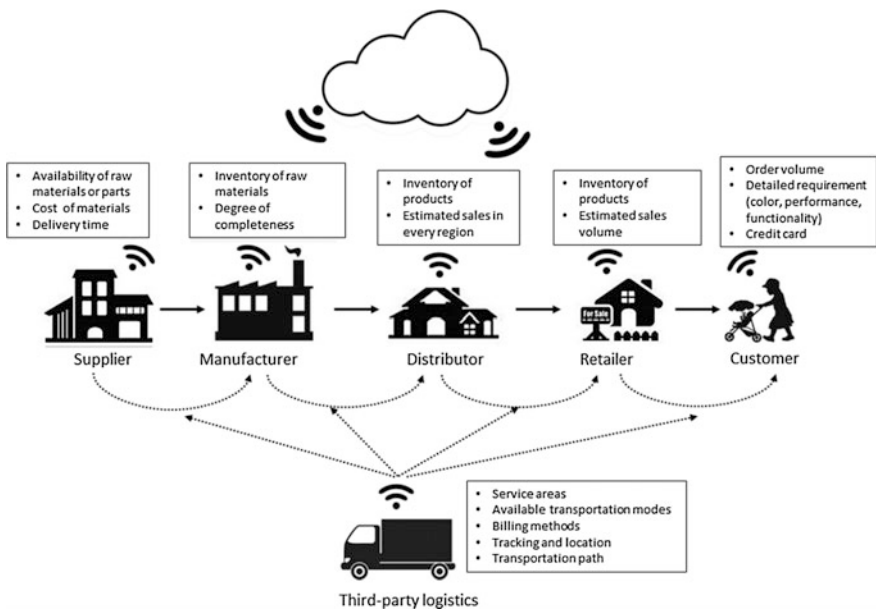 • Availability of raw
materials or parts
• Cost of materials
• Delivery time
• Inventory of raw
materials
• Degree of
completeness
• Inventory of
products
• Estimated sales in
every region
• Inventory of
products
• Estimated sales
volume
• Order volume
• Detailed requirement
(color, performance,
functionality)
• Credit card
For Sale
Supplier
Manufacturer
Distributor
Retailer
Customer
• Service areas
• Available transportation modes
• Billing methods
• Tracking and location
• Transportation path
Third-party logistics